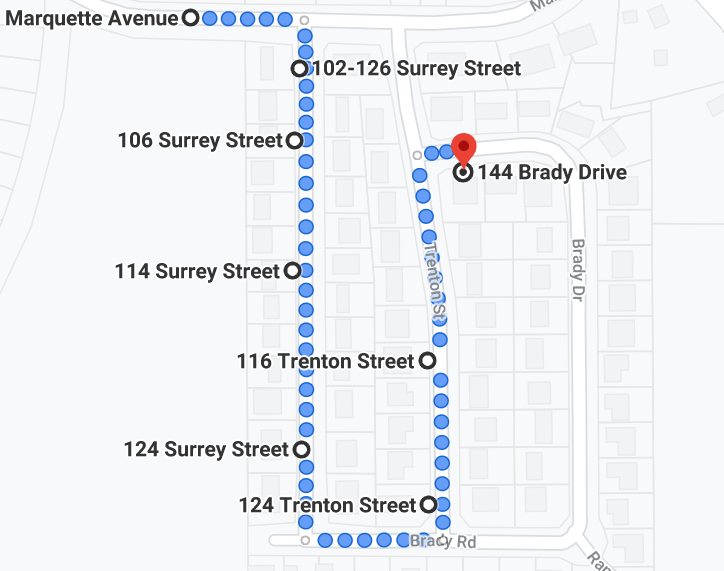 Ma
Marquette Avenue
102-126 Surrey Street
106 Surrey Street
144 Brady Drive
Trenton St
Brady Dr
114 Surrey Street
116 Trenton Street
124 Surrey Street
124 Trenton Street
Brady Rd
Ran